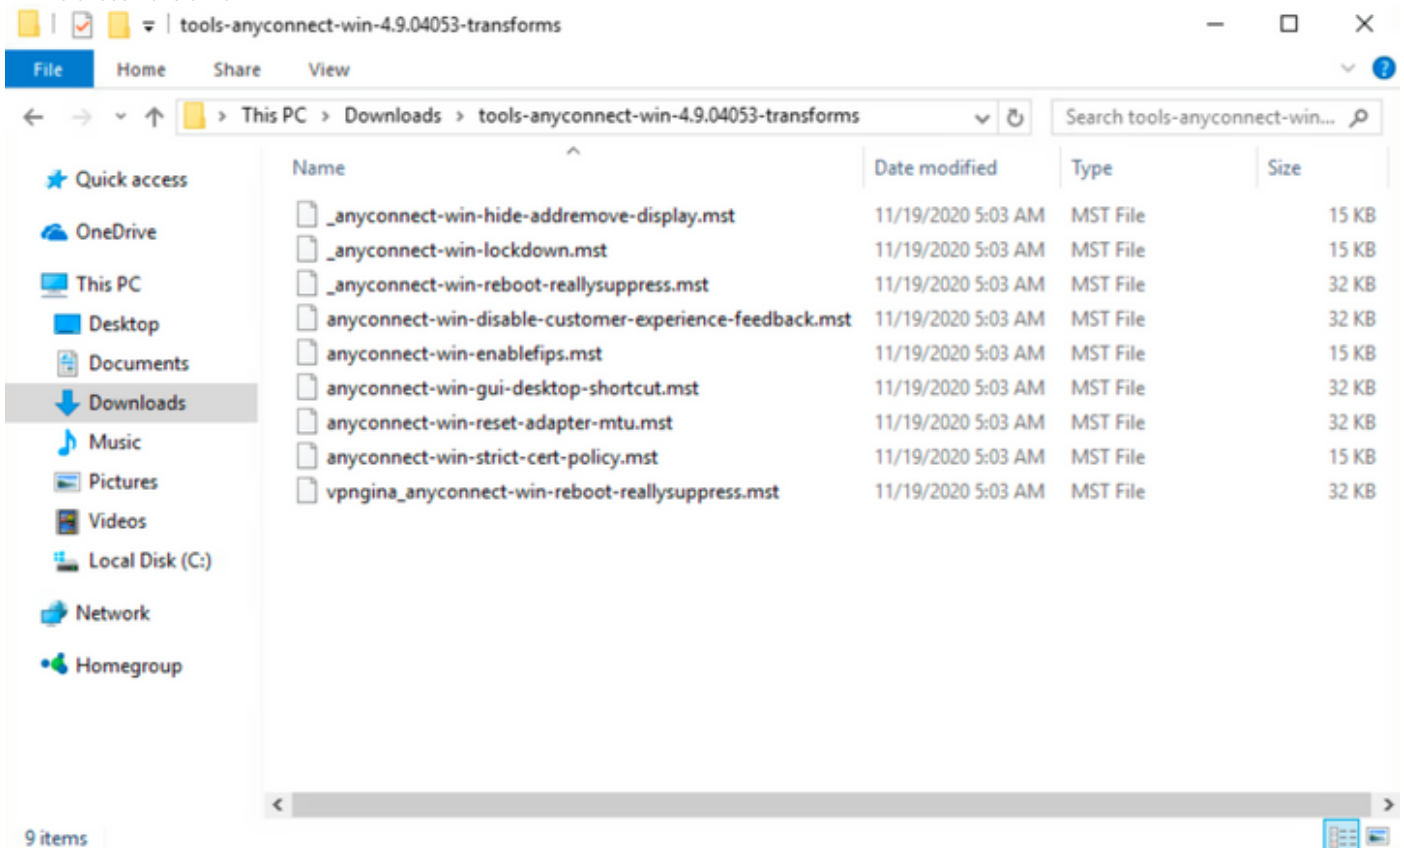 tools-anyconnect-win-4.9.04053-transforms
File Home Share View
This PC > Downloads > tools-anyconnect-win-4.9.04053-transforms Search tools-anyconnect-win...
Name Date modified Type Size
Quick access
OneDrive
This PC
Desktop
Documents
Downloads
Music
Pictures
Videos
Local Disk (C:)
Network
Homegroup
_anyconnect-win-hide-addremove-display.mst 11/19/2020 5:03 AM MST File 15 KB
_anyconnect-win-lockdown.mst 11/19/2020 5:03 AM MST File 15 KB
_anyconnect-win-reboot-reallysuppress.mst 11/19/2020 5:03 AM MST File 32 KB
anyconnect-win-disable-customer-experience-feedback.mst 11/19/2020 5:03 AM MST File 32 KB
anyconnect-win-enablefips.mst 11/19/2020 5:03 AM MST File 15 KB
anyconnect-win-gui-desktop-shortcut.mst 11/19/2020 5:03 AM MST File 32 KB
anyconnect-win-reset-adapter-mtu.mst 11/19/2020 5:03 AM MST File 32 KB
anyconnect-win-strict-cert-policy.mst 11/19/2020 5:03 AM MST File 15 KB
vpngina_anyconnect-win-reboot-reallysuppress.mst 11/19/2020 5:03 AM MST File 32 KB
9 items